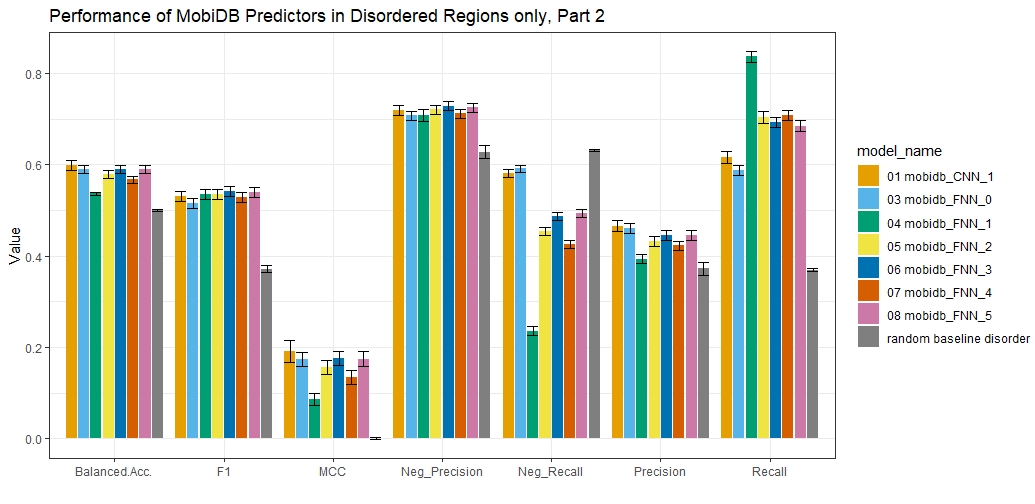 Performance of MobiDB Predictors in Disordered Regions only, Part 2
Value
0.8
0.6
0.4
0.2
0.0
Balanced.Acc.
F1
MCC
Neg_Precision
Neg_Recall
Precision
Recall
model_name
01 mobidb_CNN_1
03 mobidb_FNN_0
04 mobidb_FNN_1
05 mobidb_FNN_2
06 mobidb_FNN_3
07 mobidb_FNN_4
08 mobidb_FNN_5
random baseline disorder